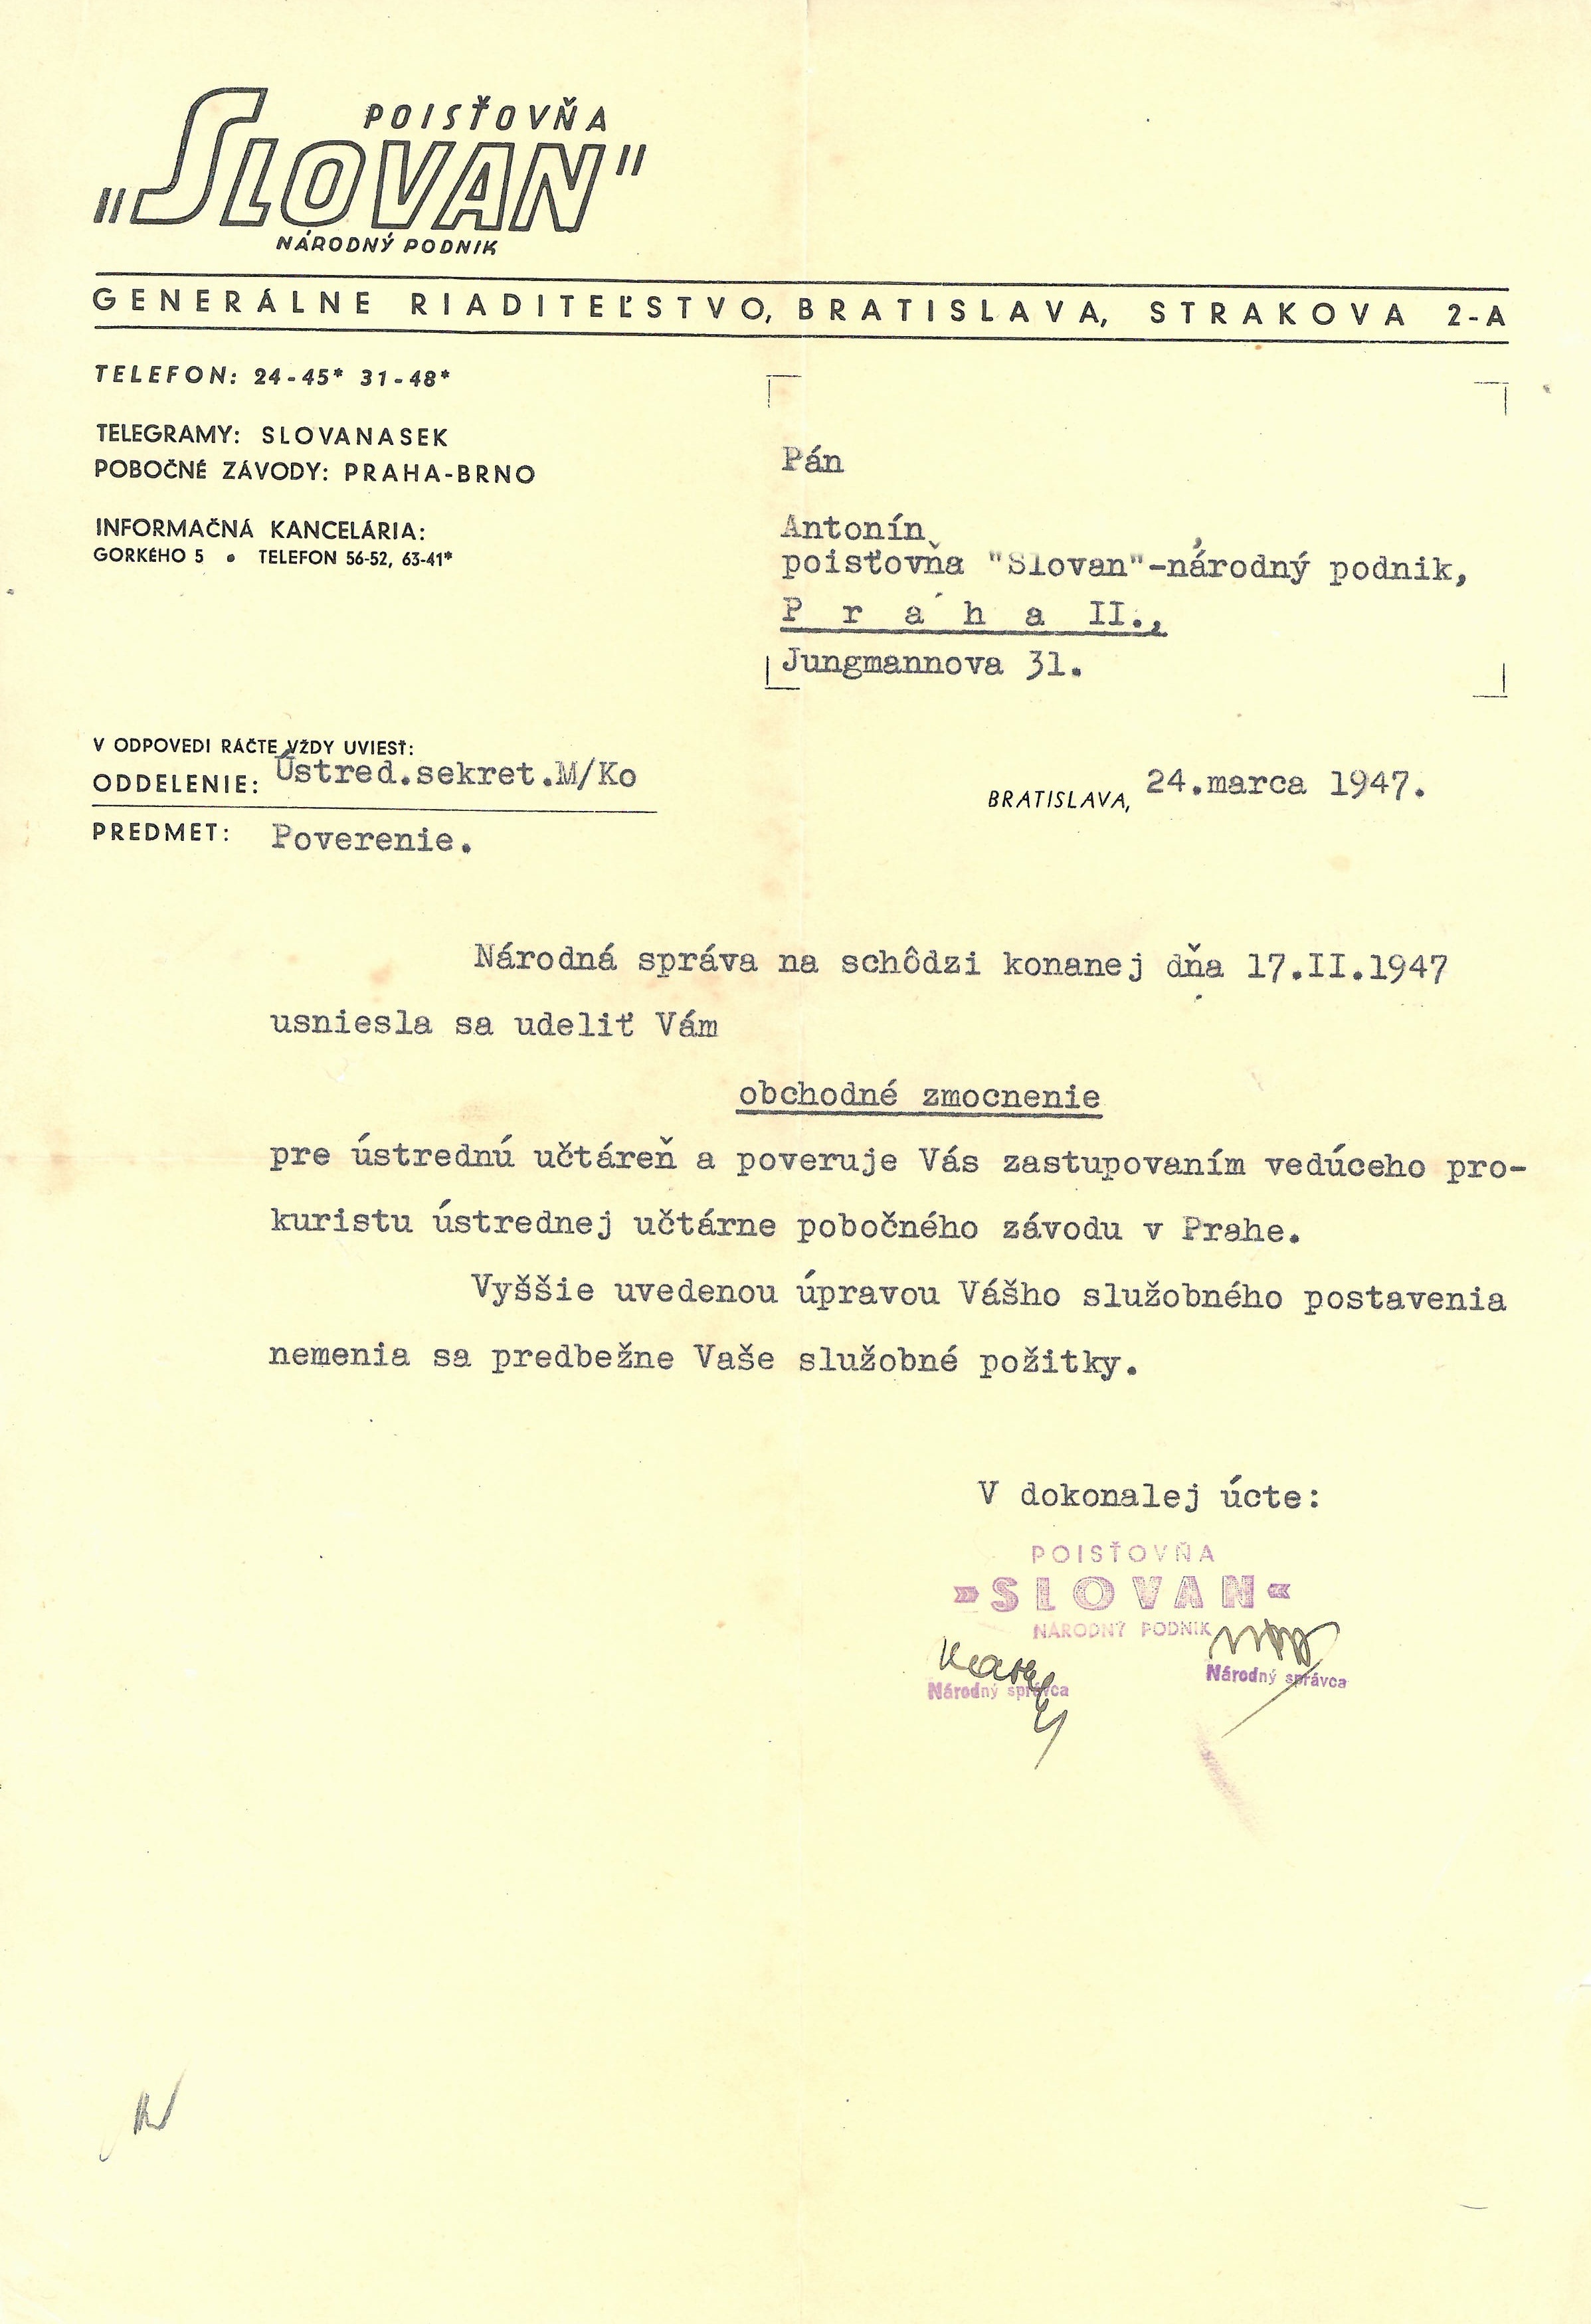 POISŤOVŇA
„SLOVAN"
NÁRODNÝ PODNIK
GENERÁLNE RIADITEĽSTVO, BRATISLAVA, STRAKOVA 2-A
TELEFON: 24-45* 31-48*
TELEGRAMY: SLOVANASEK
POBOČNÉ ZÁVODY: PRAHA-BRNO
INFORMAČNÁ KANCELÁRIA:
GORKÉHO 5 • TELEFON 56-52, 63-41*
Pán
Antonín
poisťovňa "Slovan"-národný podnik,
P r a h a II.,
Jungmannova 31.
V ODPOVEDI RÁČTE VŽDY UVIESŤ:
ODDELENIE: Ústred.sekret.M/Ko
BRATISLAVA, 24.marca 1947.
PREDMET: Poverenie.
Národná správa na schôdzi konanej dňa 17.II.1947
usniesla sa udeliť Vám
obchodné zmocnenie
pre ústrednú učtáreň a poveruje Vás zastupovaním vedúceho pro-
kuristu ústrednej učtárne pobočného závodu v Prahe.
Vyššie uvedenou úpravou Vášho služobného postavenia
nemenia sa predbežne Vaše služobné požitky.
V dokonalej úcte:
POISŤOVŇA
»SLOVAN«
NÁRODNÝ PODNIK
Národný správca
Národný správca